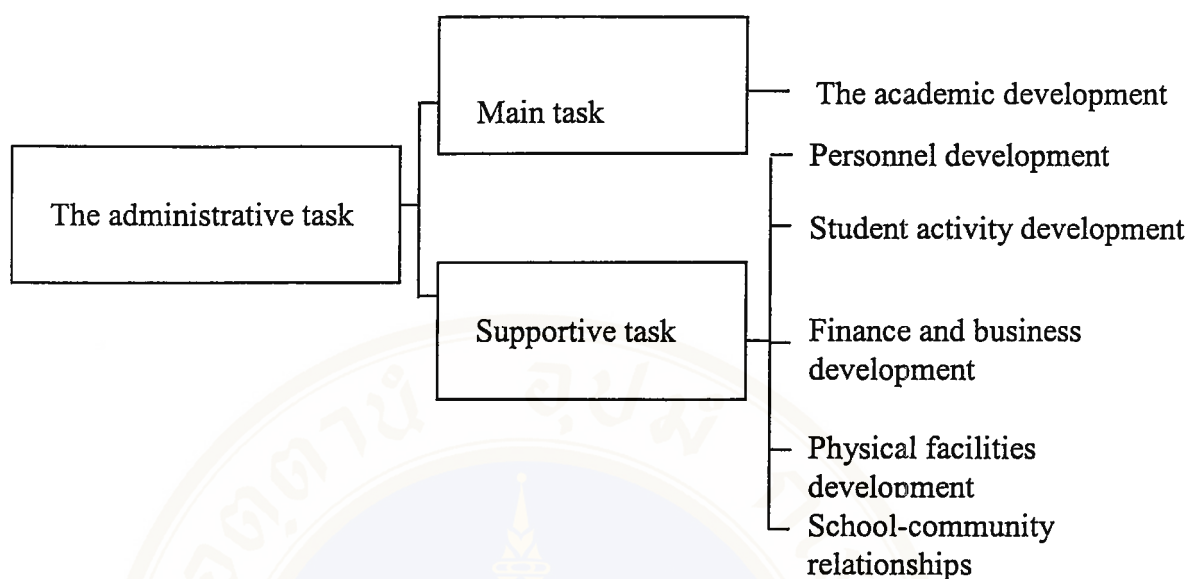 Main task
The academic development
The administrative task
Personnel development
Student activity development
Supportive task
Finance and business
development
Physical facilities
development
School-community
relationships